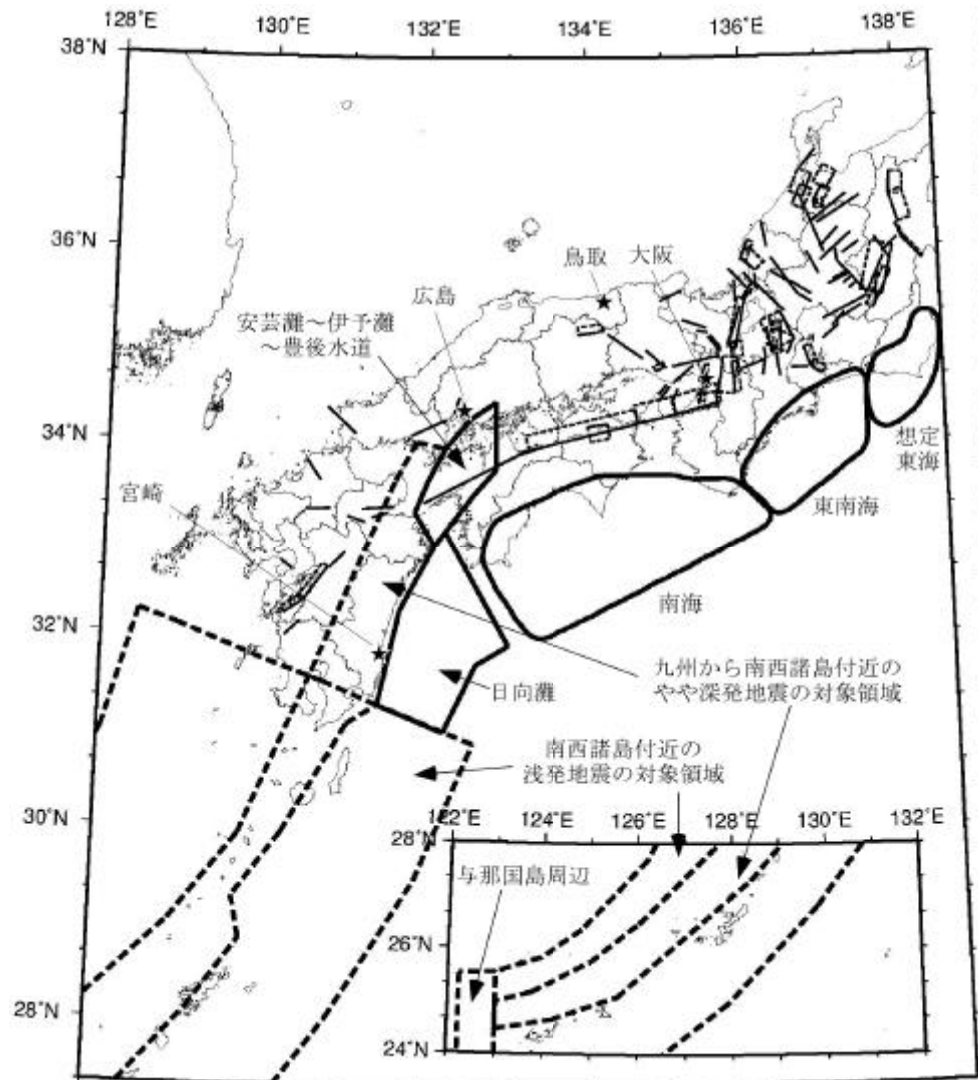 128°E 130°E 132°E 134°E 136°E 138°E
38°N
36°N
34°N
32°N
30°N
28°N
鳥取
大阪
広島
安芸灘～伊予灘
～豊後水道
宮崎
想定
東海
東南海
南海
日向灘
九州から南西諸島付近の
やや深発地震の対象領域
南西諸島付近の
浅発地震の対象領域
122°E 124°E 126°E 128°E 130°E 132°E
28°N
26°N
24°N
与那国島周辺